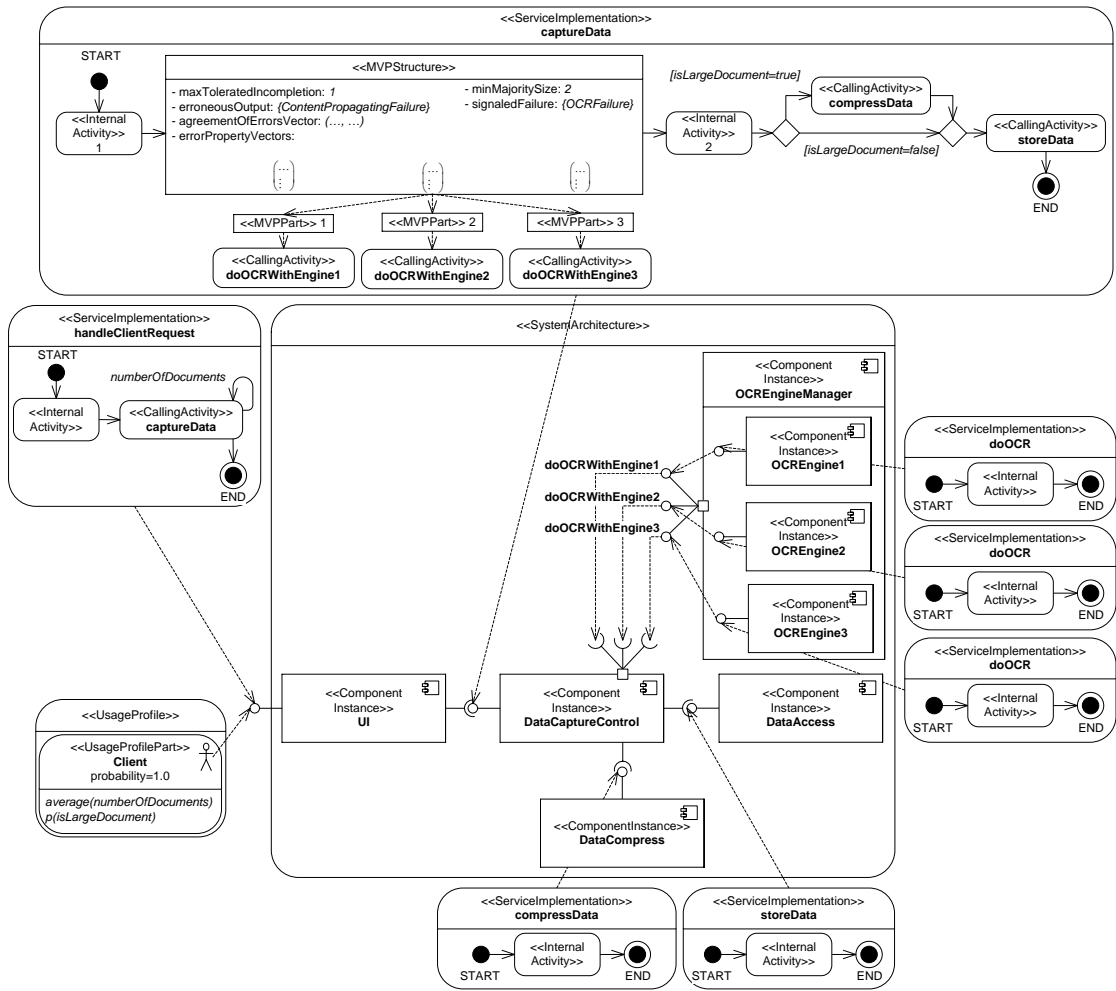 <<ServiceImplementation>>
captureData
START
<<Internal
Activity>>
1
<<MVPStructure>>
- maxToleratedIncompletion: 1
- erroneousOutput: {ContentPropagatingFailure}
- agreementOfErrorsVector: (..., ...)
- errorPropertyVectors:
- minMajoritySize: 2
- signaledFailure: {OCRFailure}
(... :)
(... :)
(... :)
<<MVPPart>> 1
<<MVPPart>> 2
<<MVPPart>> 3
<<CallingActivity>>
doOCRWithEngine1
<<CallingActivity>>
doOCRWithEngine2
<<CallingActivity>>
doOCRWithEngine3
<<Internal
Activity>>
2
[isLargeDocument=true]
<<CallingActivity>>
compressData
[isLargeDocument=false]
<<CallingActivity>>
storeData
END
<<ServiceImplementation>>
handleClientRequest
START
numberOfDocuments
<<Internal
Activity>>
<<CallingActivity>>
captureData
END
<<SystemArchitecture>>
<<Component
Instance>>
OCREngineManager
<<Component
Instance>>
OCREngine1
<<Component
Instance>>
OCREngine2
<<Component
Instance>>
OCREngine3
doOCRWithEngine1
doOCRWithEngine2
doOCRWithEngine3
<<ServiceImplementation>>
doOCR
<<Internal
Activity>>
START
END
<<ServiceImplementation>>
doOCR
<<Internal
Activity>>
START
END
<<ServiceImplementation>>
doOCR
<<Internal
Activity>>
START
END
<<Component
Instance>>
UI
<<Component
Instance>>
DataCaptureControl
<<Component
Instance>>
DataAccess
<<UsageProfile>>
<<UsageProfilePart>>
Client
probability=1.0
average(numberOfDocuments)
p(isLargeDocument)
<<ComponentInstance>>
DataCompress
<<ServiceImplementation>>
compressData
<<Internal
Activity>>
START
END
<<ServiceImplementation>>
storeData
<<Internal
Activity>>
START
END